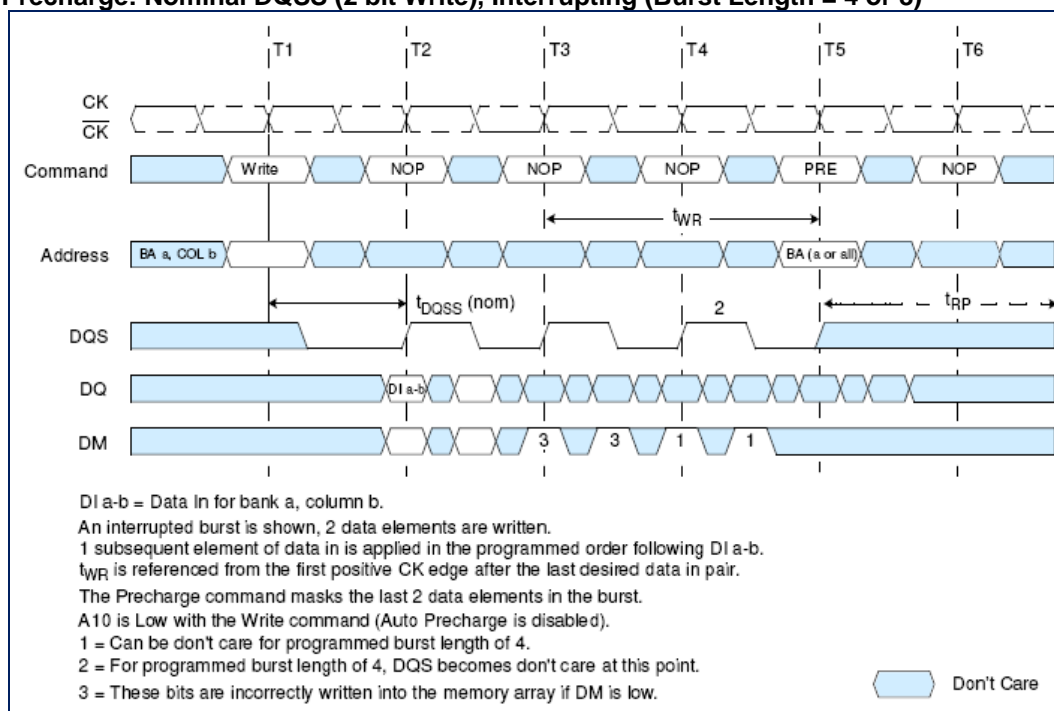 Precharge: Nominal DQSS (2 bit Write), Interrupting (Burst Length = 4 or 8)
T1 T2 T3 T4 T5 T6
CK
CK
Command Write NOP NOP NOP PRE NOP
tWR
Address BA a, COL b BA (a or all)
tDQSS (nom) tRP
DQS 2
DQ DI a-b
DM 3 3 1 1
DI a-b = Data In for bank a, column b.
An interrupted burst is shown, 2 data elements are written.
1 subsequent element of data in is applied in the programmed order following DI a-b.
tWR is referenced from the first positive CK edge after the last desired data in pair.
The Precharge command masks the last 2 data elements in the burst.
A10 is Low with the Write command (Auto Precharge is disabled).
1 = Can be don't care for programmed burst length of 4.
2 = For programmed burst length of 4, DQS becomes don't care at this point.
3 = These bits are incorrectly written into the memory array if DM is low.
Don't Care